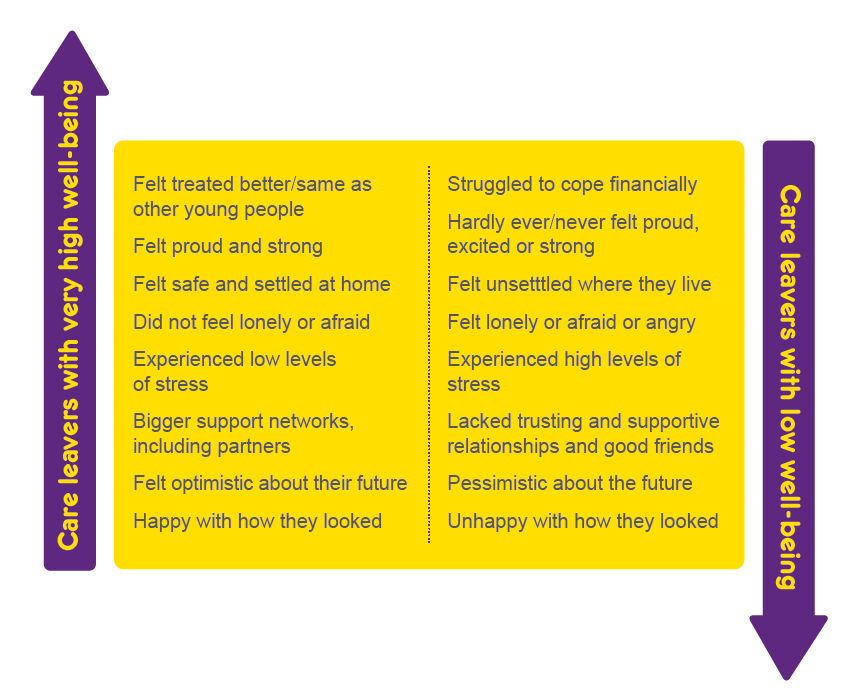 Care leavers with very high well-being
Felt treated better/same as
other young people
Felt proud and strong
Felt safe and settled at home
Did not feel lonely or afraid
Experienced low levels
of stress
Bigger support networks,
including partners
Felt optimistic about their future
Happy with how they looked
Struggled to cope financially
Hardly ever/never felt proud,
excited or strong
Felt unsetttled where they live
Felt lonely or afraid or angry
Experienced high levels of
stress
Lacked trusting and supportive
relationships and good friends
Pessimistic about the future
Unhappy with how they looked
Care leavers with low well-being